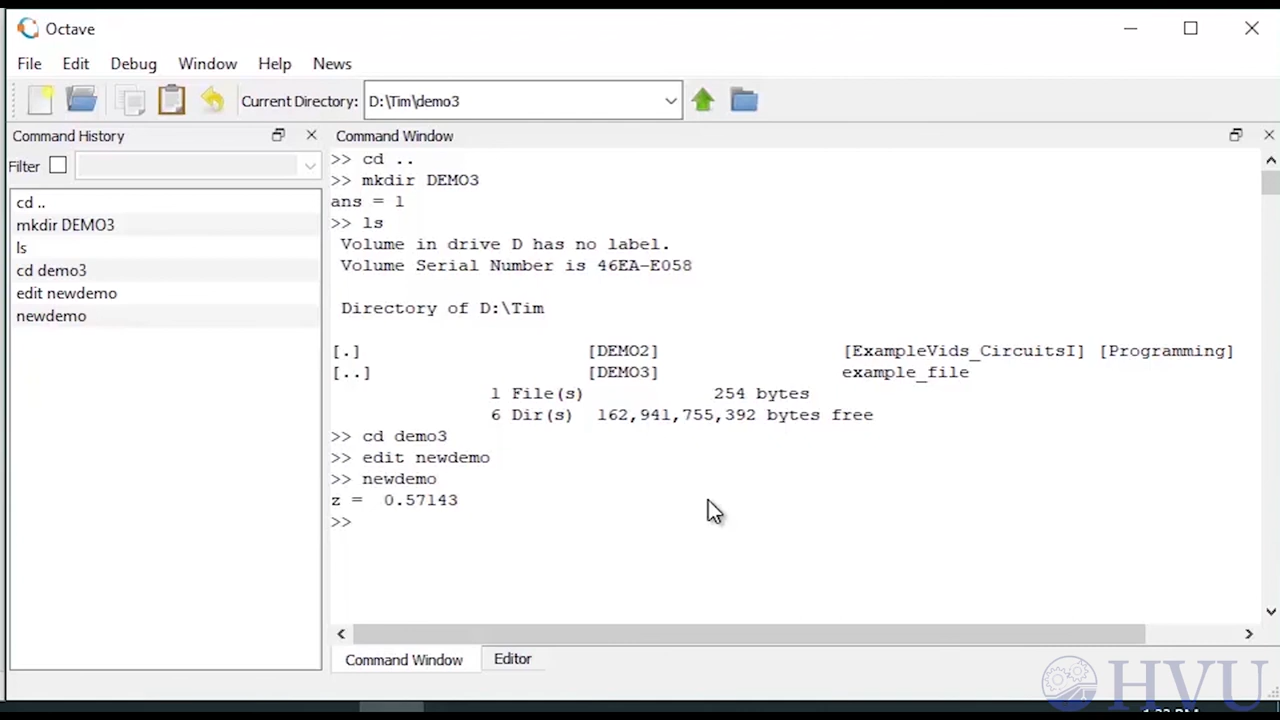 Octave
File Edit Debug Window Help News
Current Directory: D:\Tim\demo3
Command History
Filter
cd ..
mkdir DEMO3
ls
cd demo3
edit newdemo
newdemo
Command Window
>> cd ..
>> mkdir DEMO3
ans = 1
>> ls
Volume in drive D has no label.
Volume Serial Number is 46EA-E058
Directory of D:\Tim
[.] [DEMO2] [ExampleVids_CircuitsI] [Programming]
[..] [DEMO3] example_file
1 File(s) 254 bytes
6 Dir(s) 162,941,755,392 bytes free
>> cd demo3
>> edit newdemo
>> newdemo
z = 0.57143
>>
Command Window Editor
HVU